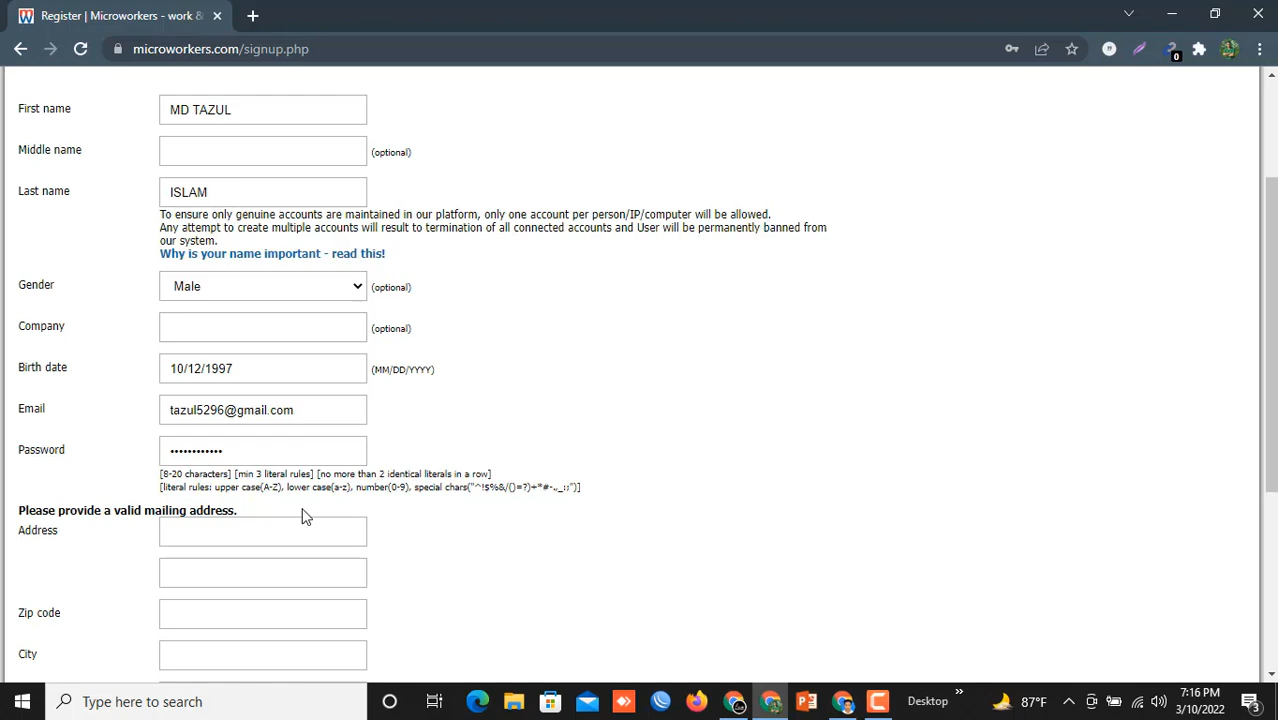 Register | Microworkers - work &
microworkers.com/signup.php
0
First name
MD TAZUL
Middle name
(optional)
Last name
ISLAM
To ensure only genuine accounts are maintained in our platform, only one account per person/IP/computer will be allowed.
Any attempt to create multiple accounts will result to termination of all connected accounts and User will be permanently banned from
our system.
Why is your name important - read this!
Gender
Male
(optional)
Company
(optional)
Birth date
10/12/1997
(MM/DD/YYYY)
Email
tazul5296@gmail.com
Password
••••••••••••
[8-20 characters] [min 3 literal rules] [no more than 2 identical literals in a row]
[literal rules: upper case(A-Z), lower case(a-z), number(0-9), special chars("^!$%&/()=?)+*#-.,_:;")]
Please provide a valid mailing address.
Address
Zip code
City
Type here to search
Desktop
87°F
7:16 PM
3/10/2022
3